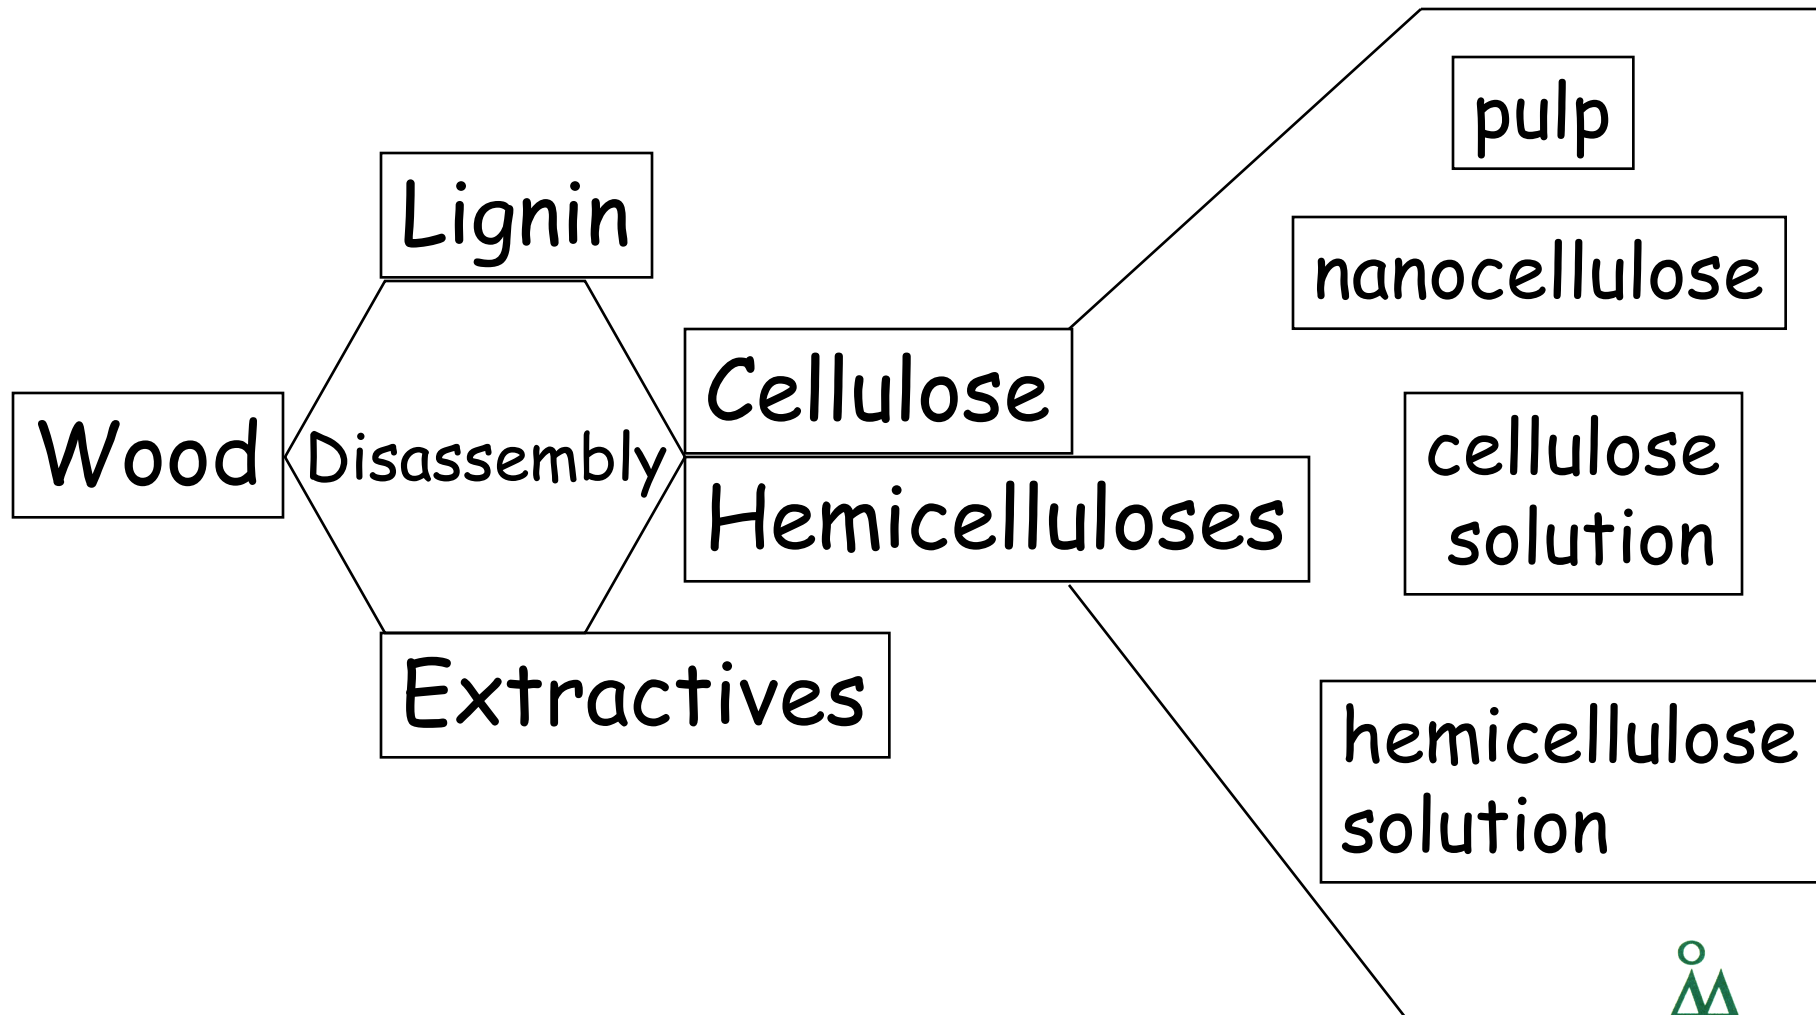 Wood
Disassembly
Lignin
Cellulose
Hemicelluloses
Extractives
pulp
nanocellulose
cellulose
solution
hemicellulose
solution